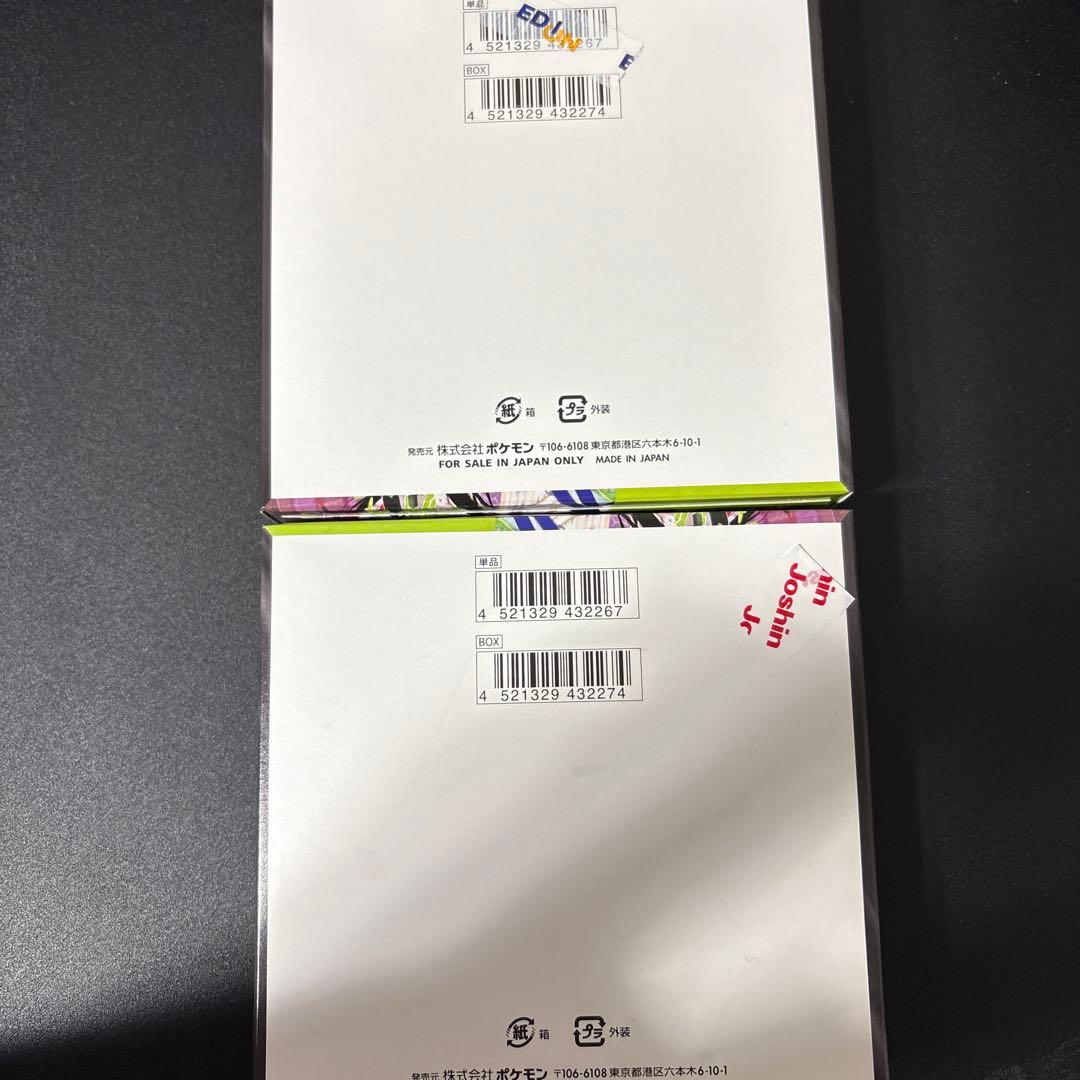 単品
EDION
E
4 521329 432267
BOX
4 521329 432274
紙 箱 プラ 外装
発売元 株式会社ポケモン 〒106-6108 東京都港区六本木6-10-1
FOR SALE IN JAPAN ONLY MADE IN JAPAN
単品
4 521329 432267
BOX
4 521329 432274
hin
Joshin
Jo
紙 箱 プラ 外装
発売元 株式会社ポケモン 〒106-6108 東京都港区六本木6-10-1